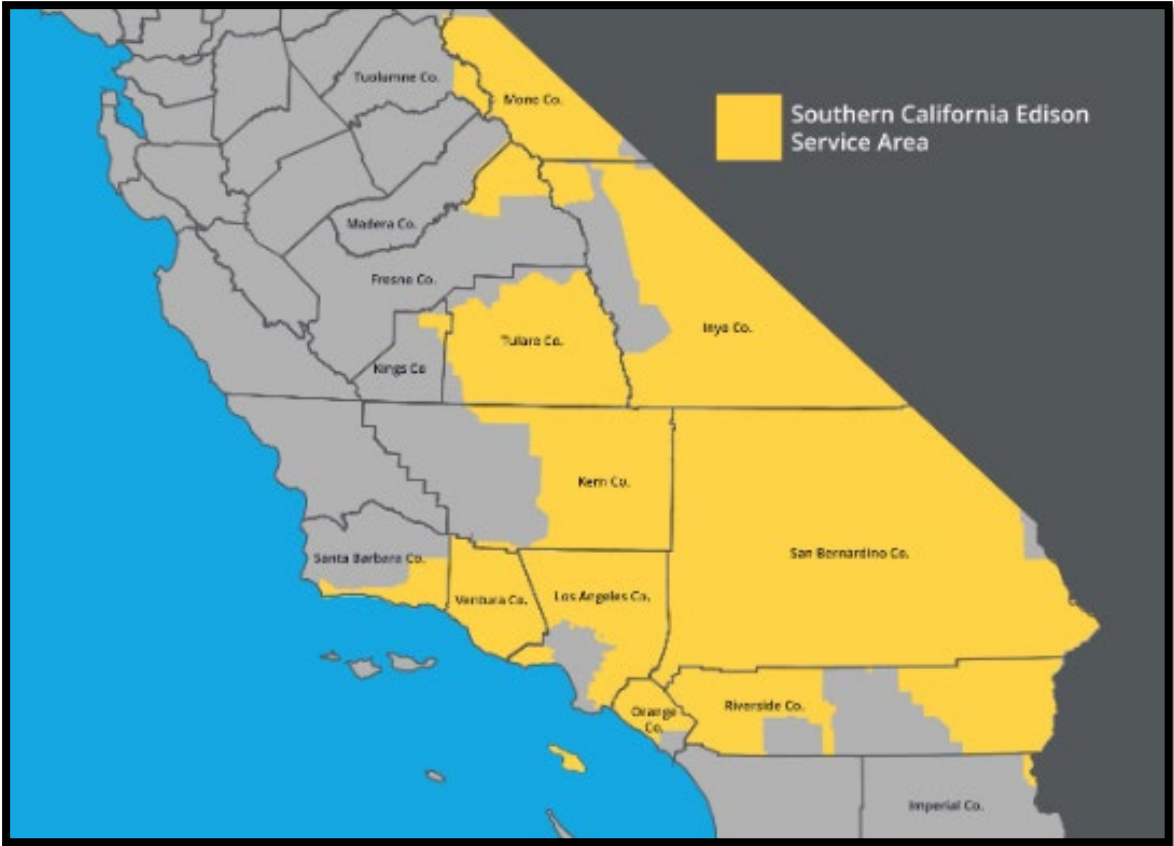 Tuolumne Co.
Mono Co.
Southern California Edison
Service Area
Madera Co.
Fresno Co.
Inyo Co.
Tulare Co.
Kings Co
Kern Co.
San Bernardino Co.
Santa Barbara Co.
Ventura Co.
Los Angeles Co.
Riverside Co.
Orange
Co.
Imperial Co.